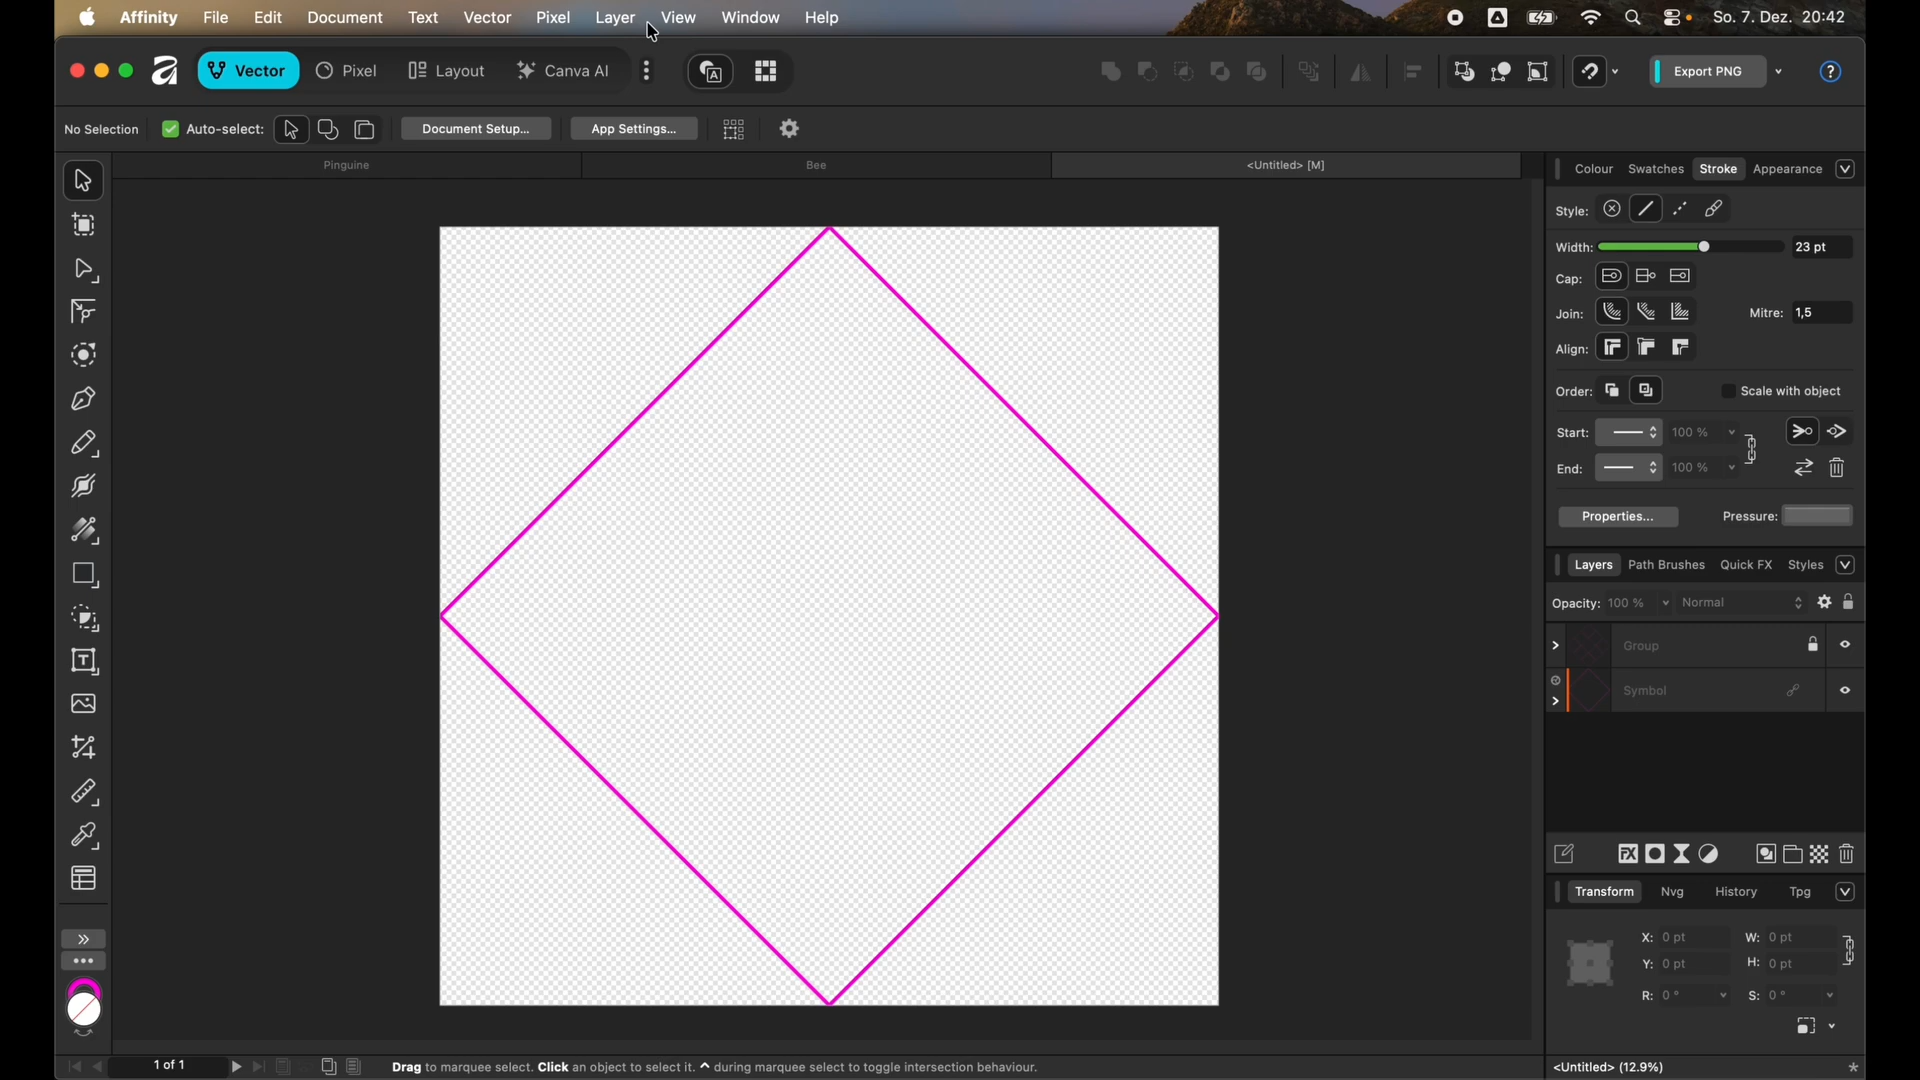 Affinity File Edit Document Text Vector Pixel Layer View Window Help So. 7. Dez. 20:42
Vector Pixel Layout Canva AI A Export PNG ?
No Selection Auto-select: Document Setup... App Settings...
Pinguine Bee <Untitled> [M]
Colour Swatches Stroke Appearance
Style:
Width: 23 pt
Cap:
Join: Mitre: 1,5
Align:
Order: Scale with object
Start: 100 %
End: 100 %
Properties... Pressure:
Layers Path Brushes Quick FX Styles
Opacity: 100 % Normal
Group
Symbol
FX
Transform Nvg History Tpg
X: 0 pt W: 0 pt
Y: 0 pt H: 0 pt
R: 0 ° S: 0 °
1 of 1 Drag to marquee select. Click an object to select it. ^ during marquee select to toggle intersection behaviour. <Untitled> (12.9%) *